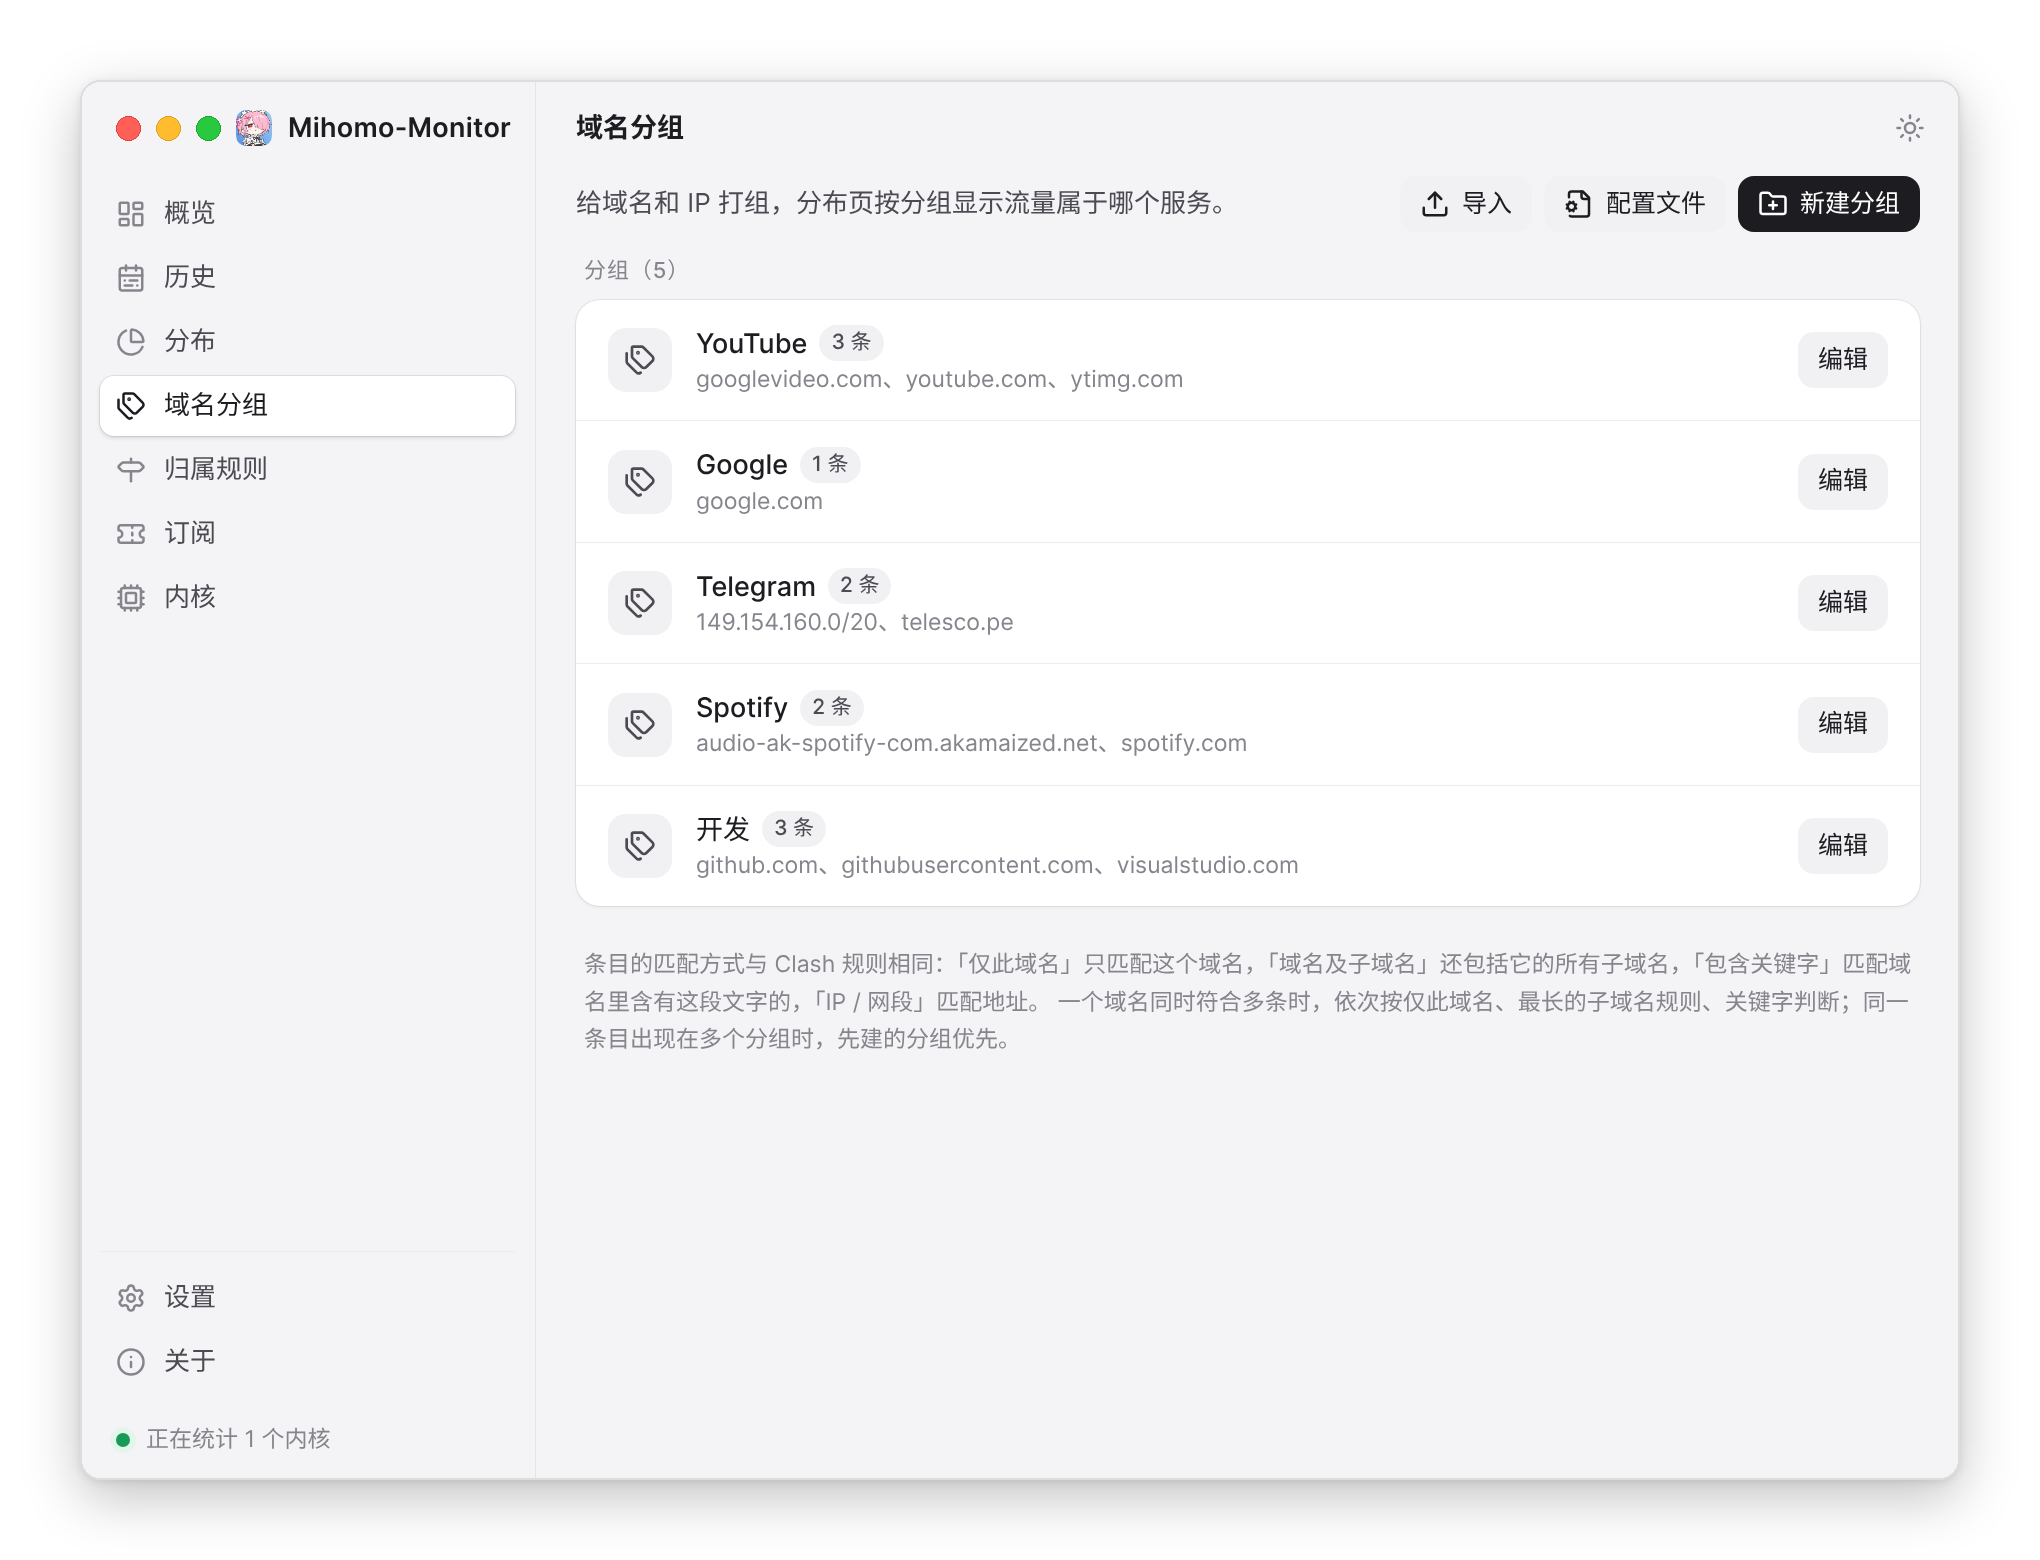 Mihomo-Monitor
概览
历史
分布
域名分组
归属规则
订阅
内核
设置
关于
正在统计 1 个内核
域名分组
给域名和 IP 打组，分布页按分组显示流量属于哪个服务。
导入
配置文件
新建分组
分组（5）
YouTube 3 条
googlevideo.com、youtube.com、ytimg.com
编辑
Google 1 条
google.com
编辑
Telegram 2 条
149.154.160.0/20、telesco.pe
编辑
Spotify 2 条
audio-ak-spotify-com.akamaized.net、spotify.com
编辑
开发 3 条
github.com、githubusercontent.com、visualstudio.com
编辑
条目的匹配方式与 Clash 规则相同：「仅此域名」只匹配这个域名，「域名及子域名」还包括它的所有子域名，「包含关键字」匹配域
名里含有这段文字的，「IP / 网段」匹配地址。 一个域名同时符合多条时，依次按仅此域名、最长的子域名规则、关键字判断；同一
条目出现在多个分组时，先建的分组优先。